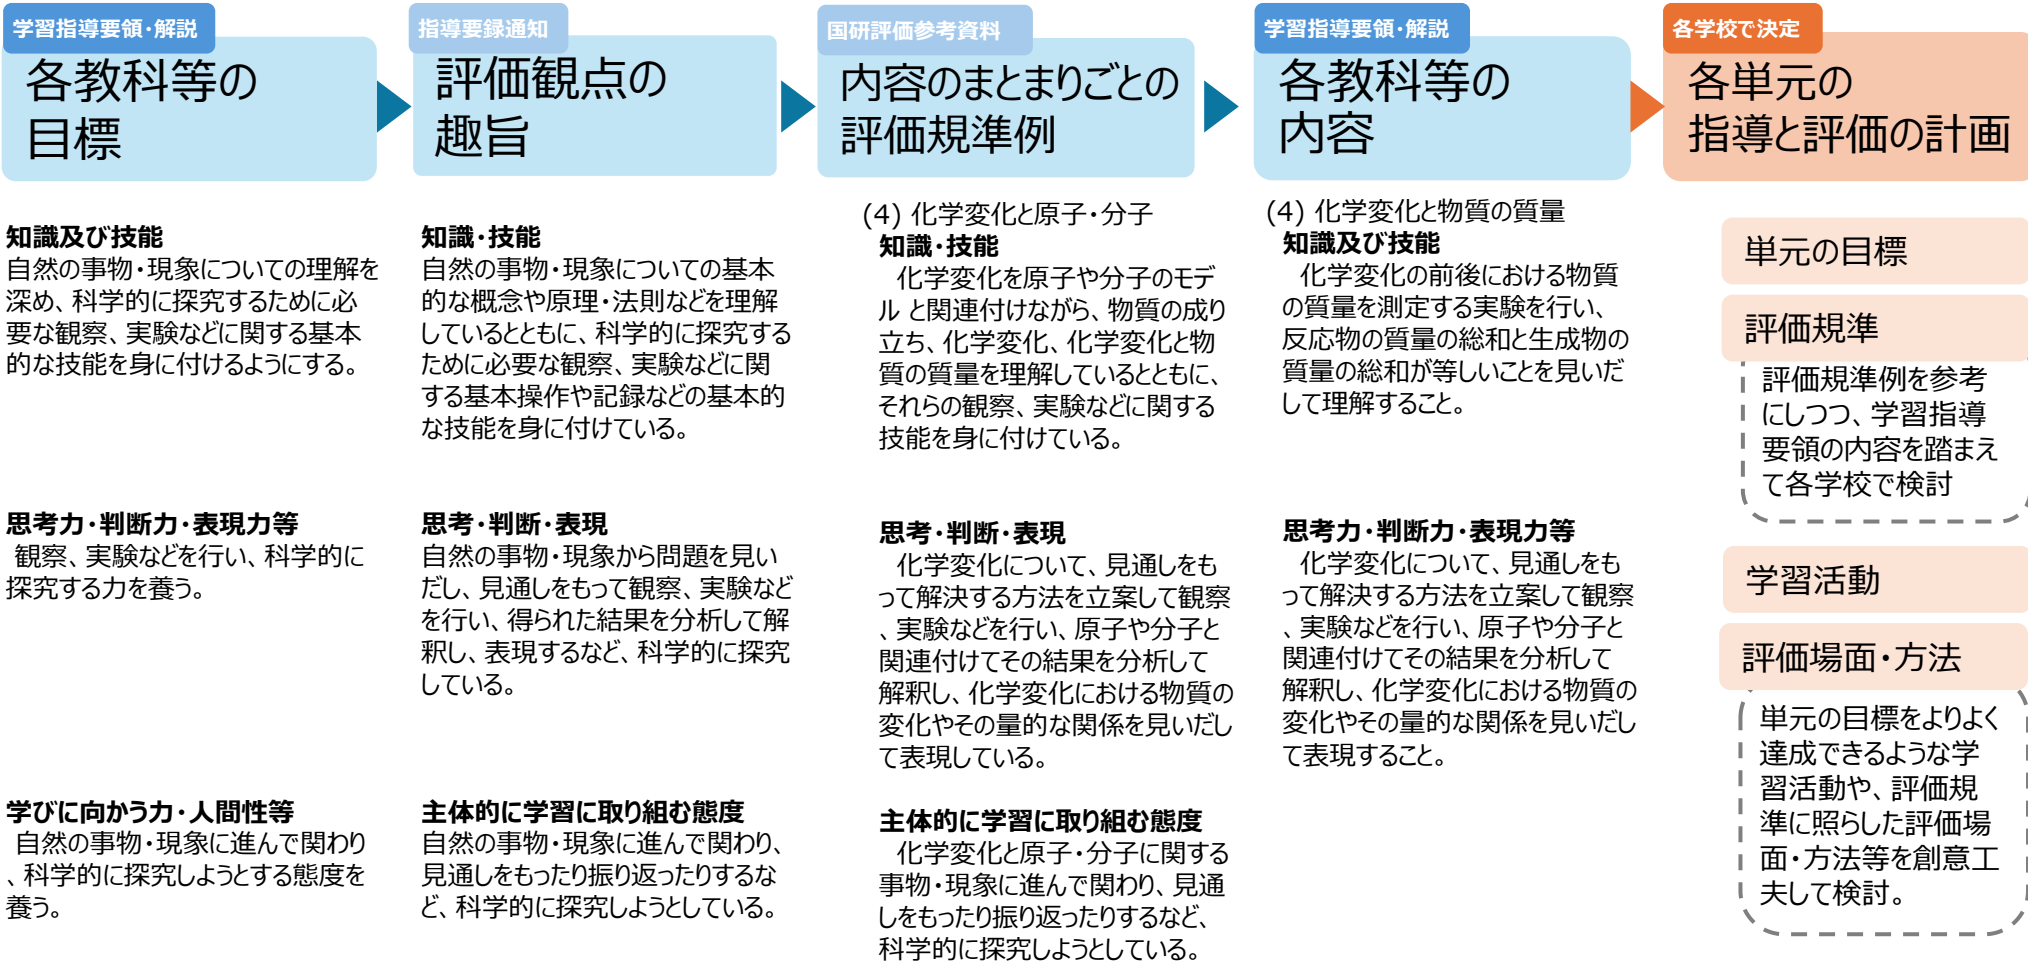 学習指導要領・解説
各教科等の
目標
指導要録通知
評価観点の
趣旨
国研評価参考資料
内容のまとまりごとの
評価規準例
学習指導要領・解説
各教科等の
内容
各学校で決定
各単元の
指導と評価の計画
知識及び技能
自然の事物・現象についての理解を
深め、科学的に探究するために必
要な観察、実験などに関する基本
的な技能を身に付けるようにする。
思考力・判断力・表現力等
観察、実験などを行い、科学的に
探究する力を養う。
学びに向かう力・人間性等
自然の事物・現象に進んで関わり
、科学的に探究しようとする態度を
養う。
知識・技能
自然の事物・現象についての基本
的な概念や原理・法則などを理解
しているとともに、科学的に探究する
ために必要な観察、実験などに関
する基本操作や記録などの基本的
な技能を身に付けている。
思考・判断・表現
自然の事物・現象から問題を見い
だし、見通しをもって観察、実験など
を行い、得られた結果を分析して解
釈し、表現するなど、科学的に探究
している。
主体的に学習に取り組む態度
自然の事物・現象に進んで関わり、
見通しをもったり振り返ったりするな
ど、科学的に探究しようとしている。
(4) 化学変化と原子・分子
知識・技能
化学変化を原子や分子のモデ
ル と関連付けながら、物質の成り
立ち、化学変化、化学変化と物
質の質量を理解しているとともに、
それらの観察、実験などに関する
技能を身に付けている。
思考・判断・表現
化学変化について、見通しをも
って解決する方法を立案して観察
、実験などを行い、原子や分子と
関連付けてその結果を分析して
解釈し、化学変化における物質の
変化やその量的な関係を見いだし
て表現している。
主体的に学習に取り組む態度
化学変化と原子・分子に関する
事物・現象に進んで関わり、見通
しをもったり振り返ったりするなど、
科学的に探究しようとしている。
(4) 化学変化と物質の質量
知識及び技能
化学変化の前後における物質
の質量を測定する実験を行い、
反応物の質量の総和と生成物の
質量の総和が等しいことを見いだ
して理解すること。
思考力・判断力・表現力等
化学変化について、見通しをも
って解決する方法を立案して観察
、実験などを行い、原子や分子と
関連付けてその結果を分析して
解釈し、化学変化における物質の
変化やその量的な関係を見いだし
て表現すること。
単元の目標
評価規準
評価規準例を参考
にしつつ、学習指導
要領の内容を踏まえ
て各学校で検討
学習活動
評価場面・方法
単元の目標をよりよく
達成できるような学
習活動や、評価規
準に照らした評価場
面・方法等を創意工
夫して検討。